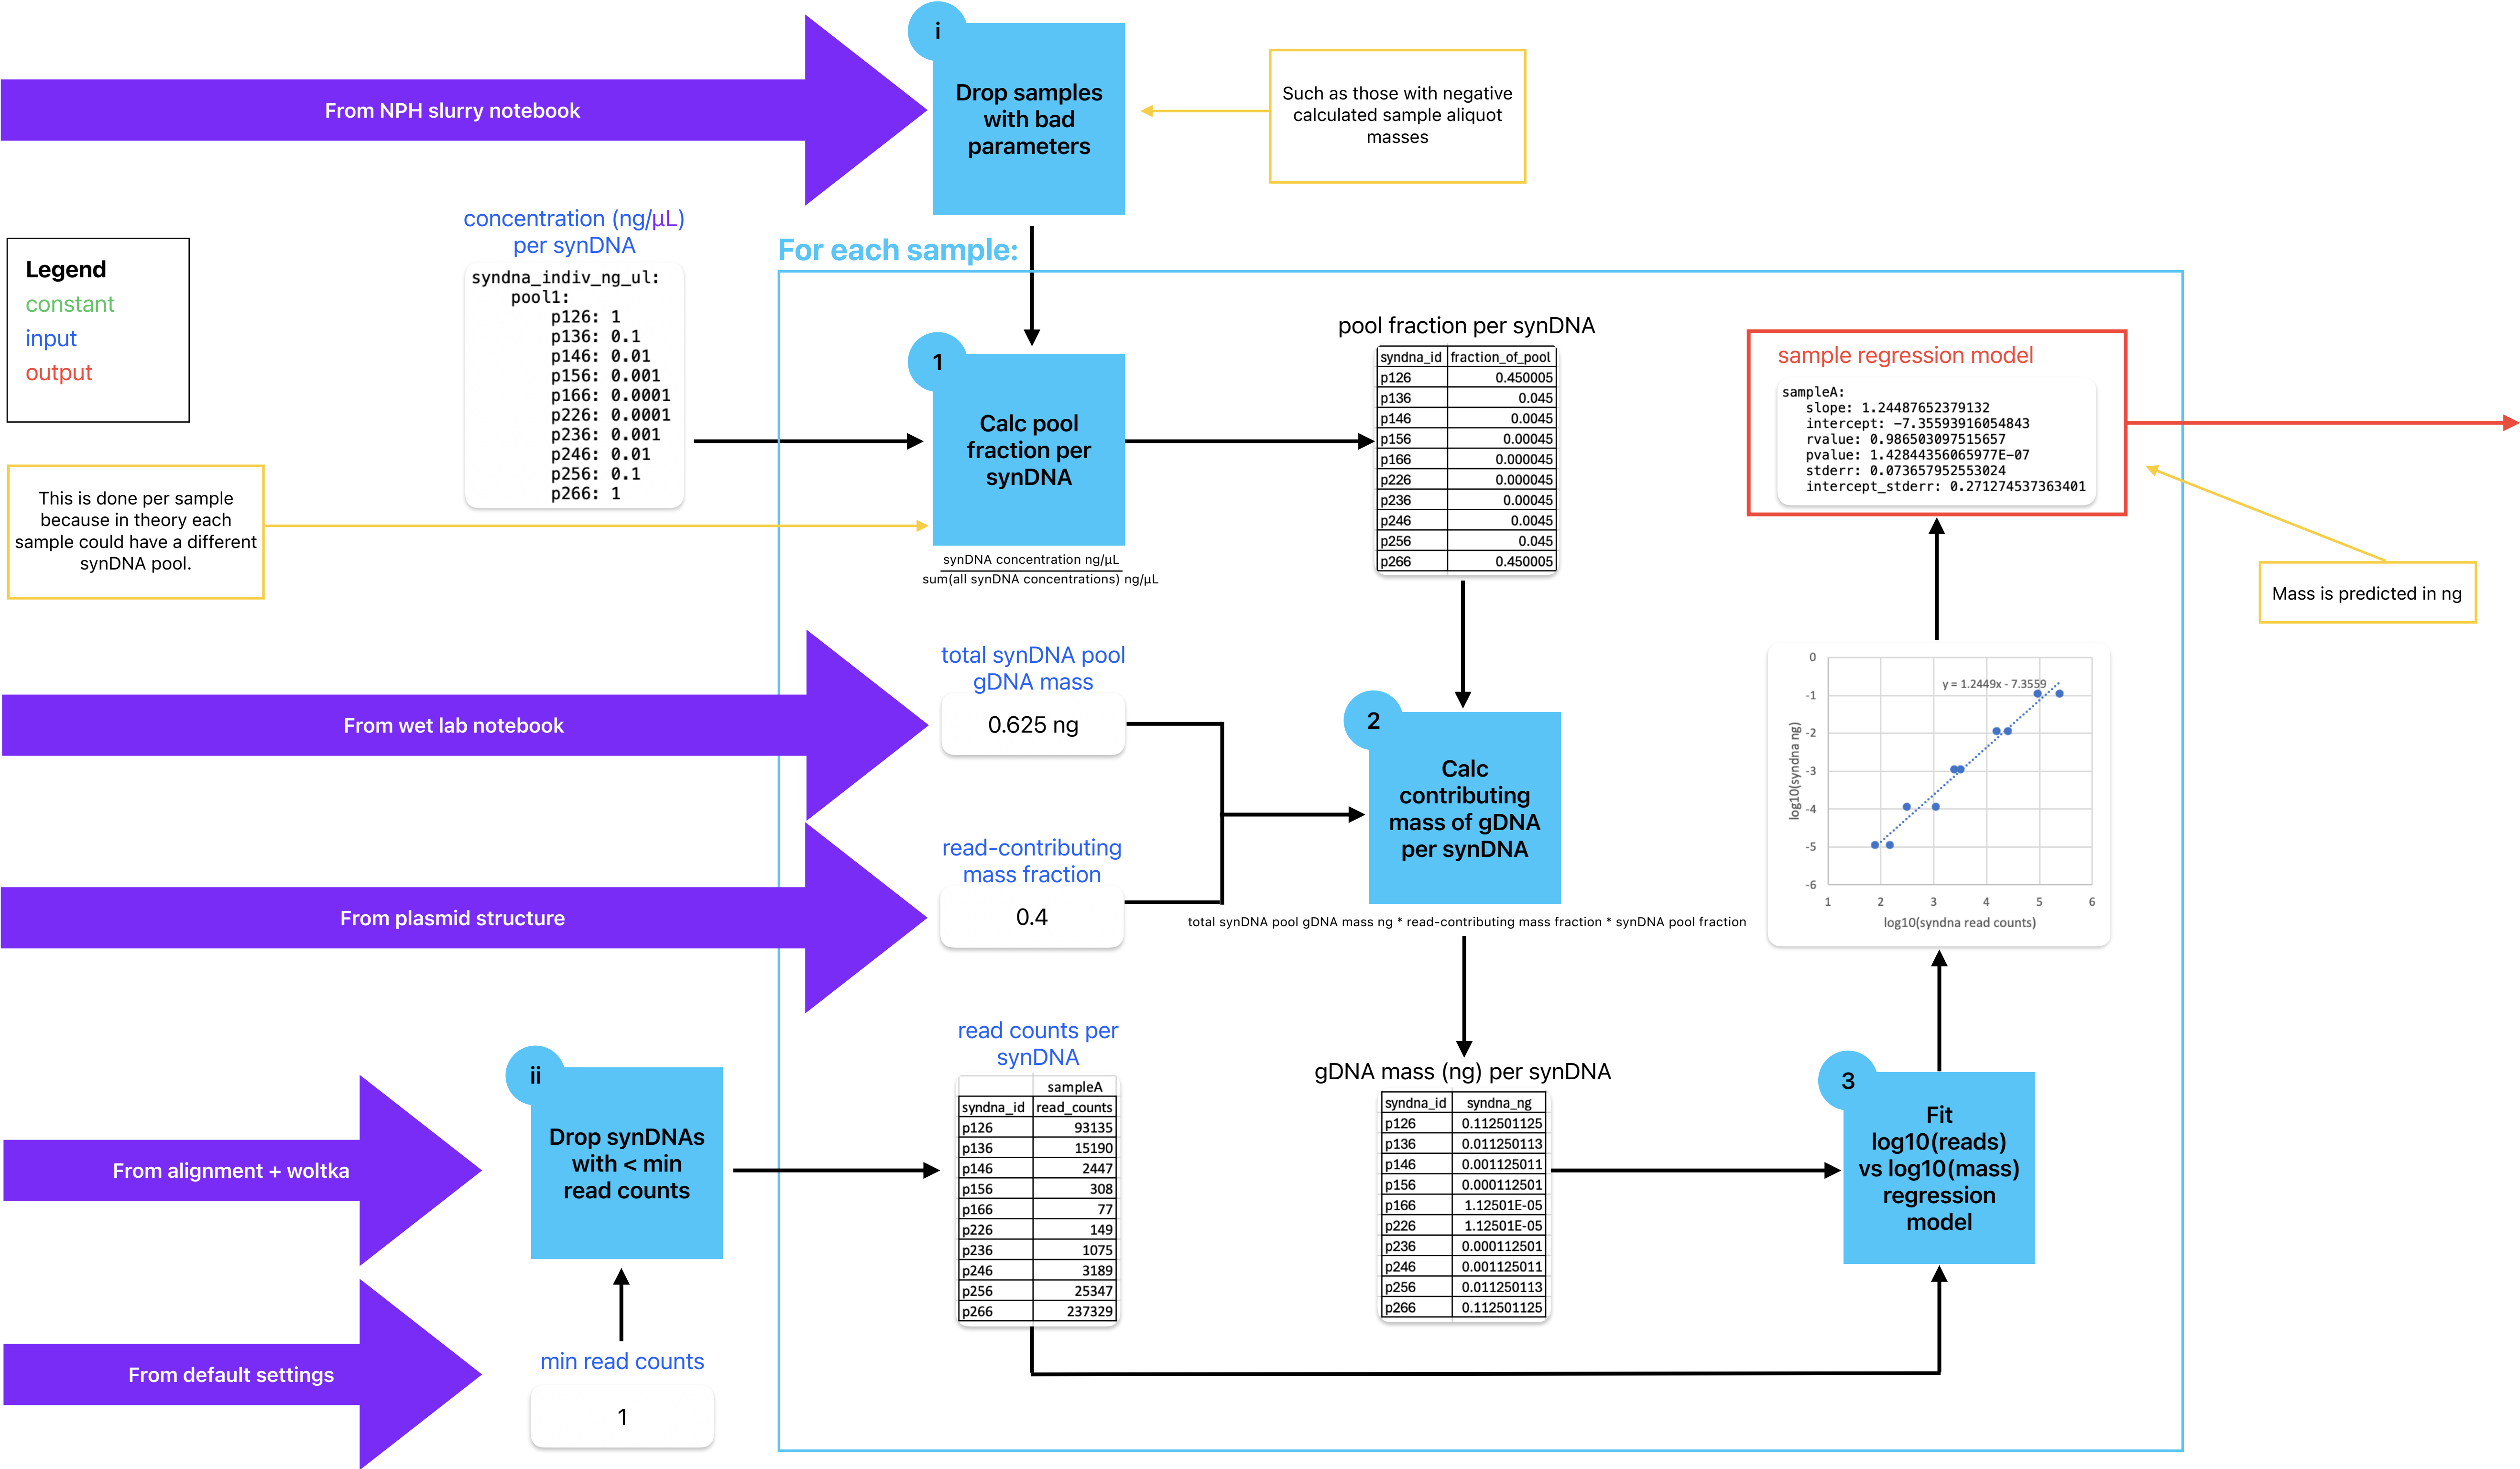 i
Drop samples
with bad
parameters
From NPH slurry notebook
Such as those with negative
calculated sample aliquot
masses
Legend
constant
input
output
concentration (ng/µL)
per synDNA
syndna_indiv_ng_ul:
pool1:
p126: 1
p136: 0.1
p146: 0.01
p156: 0.001
p166: 0.0001
p226: 0.0001
p236: 0.001
p246: 0.01
p256: 0.1
p266: 1
This is done per sample
because in theory each
sample could have a different
synDNA pool.
For each sample:
1
Calc pool
fraction per
synDNA
synDNA concentration ng/µL
sum(all synDNA concentrations) ng/µL
pool fraction per synDNA
syndna_id fraction_of_pool
p126 0.450005
p136 0.045
p146 0.0045
p156 0.00045
p166 0.000045
p226 0.000045
p236 0.00045
p246 0.0045
p256 0.045
p266 0.450005
sample regression model
sampleA:
slope: 1.24487652379132
intercept: -7.35593916054843
rvalue: 0.986503097515657
pvalue: 1.42844356065977E-07
stderr: 0.073657952553024
intercept_stderr: 0.271274537363401
Mass is predicted in ng
From wet lab notebook
total synDNA pool
gDNA mass
0.625 ng
From plasmid structure
read-contributing
mass fraction
0.4
2
Calc
contributing
mass of gDNA
per synDNA
total synDNA pool gDNA mass ng * read-contributing mass fraction * synDNA pool fraction
y = 1.2449x - 7.3559
log10(syndna ng)
0
-1
-2
-3
-4
-5
-6
1 2 3 4 5 6
log10(syndna read counts)
From alignment + woltka
From default settings
ii
Drop synDNAs
with < min
read counts
min read counts
1
read counts per
synDNA
sampleA
syndna_id read_counts
p126 93135
p136 15190
p146 2447
p156 308
p166 77
p226 149
p236 1075
p246 3189
p256 25347
p266 237329
gDNA mass (ng) per synDNA
syndna_id syndna_ng
p126 0.112501125
p136 0.011250113
p146 0.001125011
p156 0.000112501
p166 1.12501E-05
p226 1.12501E-05
p236 0.000112501
p246 0.001125011
p256 0.011250113
p266 0.112501125
3
Fit
log10(reads)
vs log10(mass)
regression
model